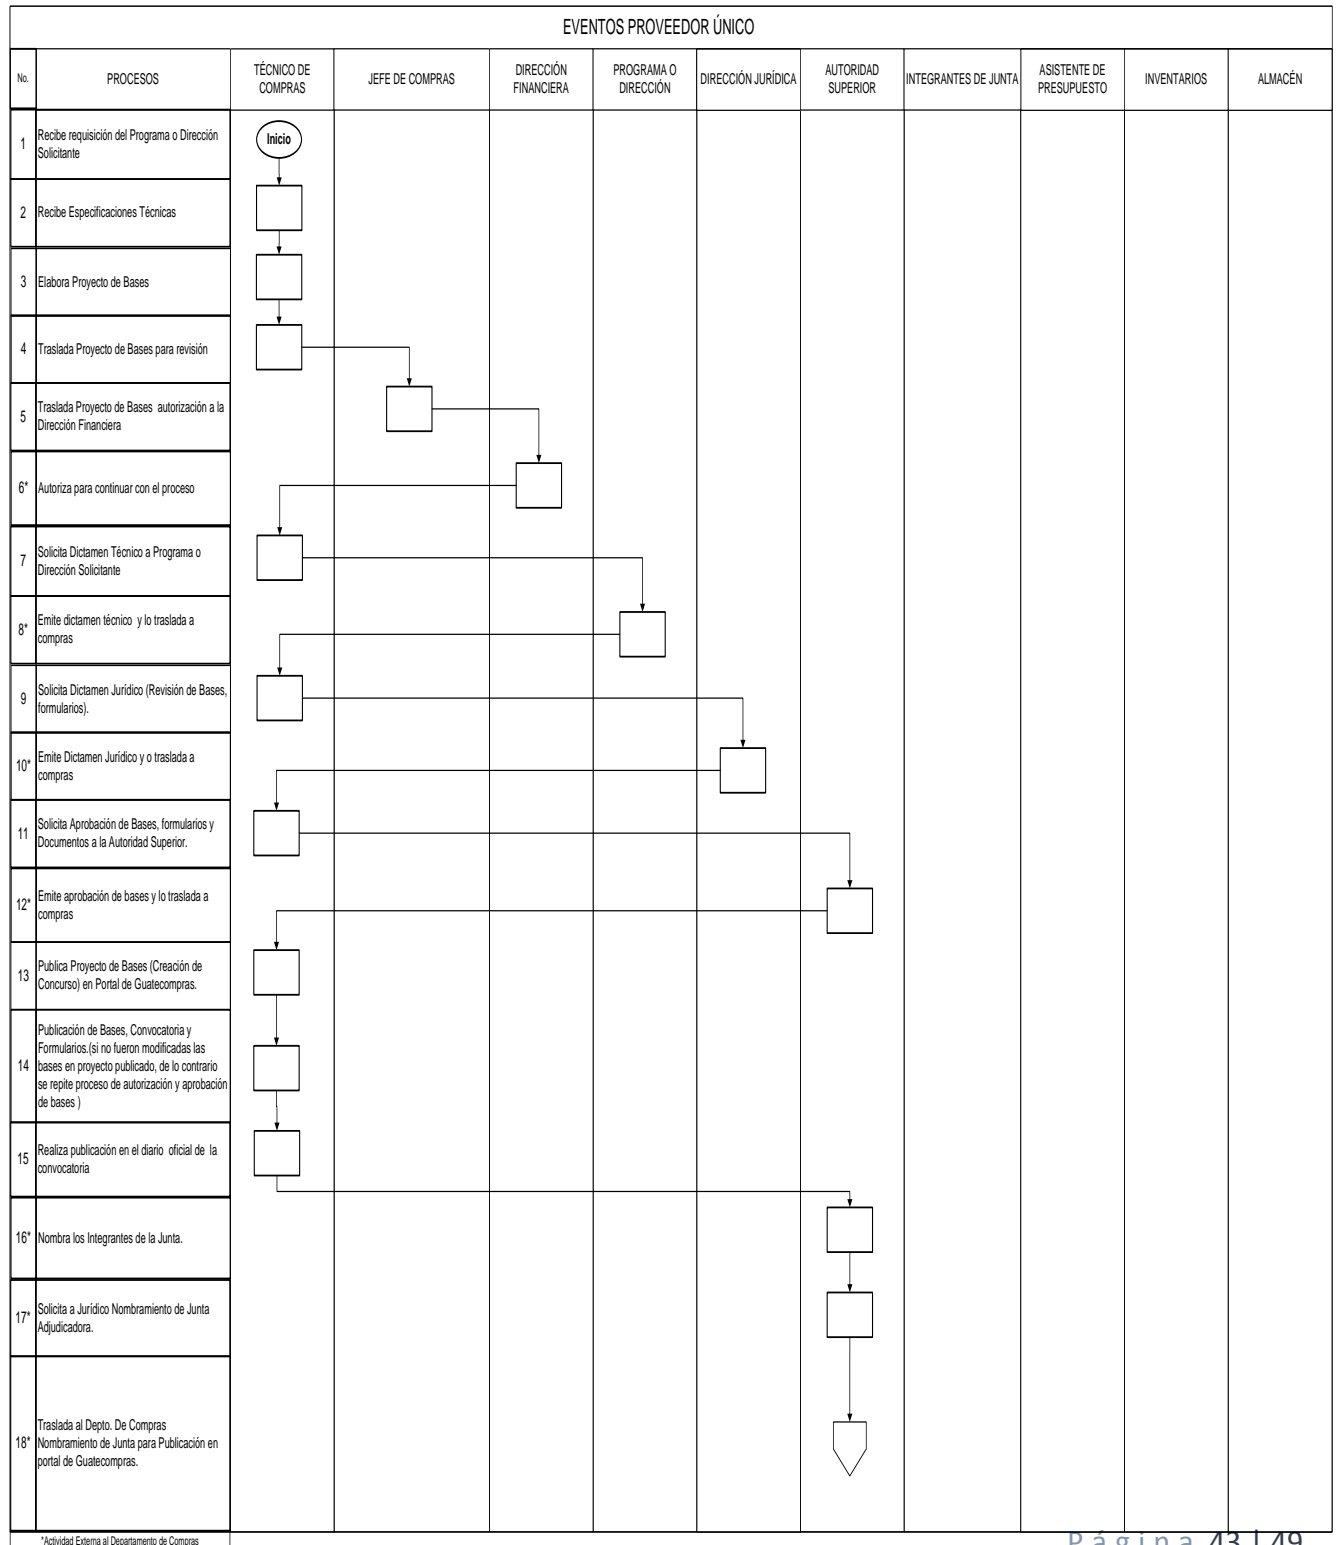 EVENTOS PROVEEDOR ÚNICO
No.
PROCESOS
TÉCNICO DE
COMPRAS
JEFE DE COMPRAS
DIRECCIÓN
FINANCIERA
PROGRAMA O
DIRECCIÓN
DIRECCIÓN JURÍDICA
AUTORIDAD
SUPERIOR
INTEGRANTES DE JUNTA
ASISTENTE DE
PRESUPUESTO
INVENTARIOS
ALMACÉN
1
Recibe requisición del Programa o Dirección
Solicitante
Inicio
2
Recibe Especificaciones Técnicas
3
Elabora Proyecto de Bases
4
Traslada Proyecto de Bases para revisión
5
Traslada Proyecto de Bases autorización a la
Dirección Financiera
6*
Autoriza para continuar con el proceso
7
Solicita Dictamen Técnico a Programa o
Dirección Solicitante
8*
Emite dictamen técnico y lo traslada a
compras
9
Solicita Dictamen Jurídico (Revisión de Bases,
formularios).
10*
Emite Dictamen Jurídico y o traslada a
compras
11
Solicita Aprobación de Bases, formularios y
Documentos a la Autoridad Superior.
12*
Emite aprobación de bases y lo traslada a
compras
13
Publica Proyecto de Bases (Creación de
Concurso) en Portal de Guatecompras.
14
Publicación de Bases, Convocatoria y
Formularios.(si no fueron modificadas las
bases en proyecto publicado, de lo contrario
se repite proceso de autorización y aprobación
de bases )
15
Realiza publicación en el diario oficial de la
convocatoria
16*
Nombra los Integrantes de la Junta.
17*
Solicita a Jurídico Nombramiento de Junta
Adjudicadora.
18*
Traslada al Depto. De Compras
Nombramiento de Junta para Publicación en
portal de Guatecompras.
*Actividad Externa al Departamento de Compras
Página 43 | 49